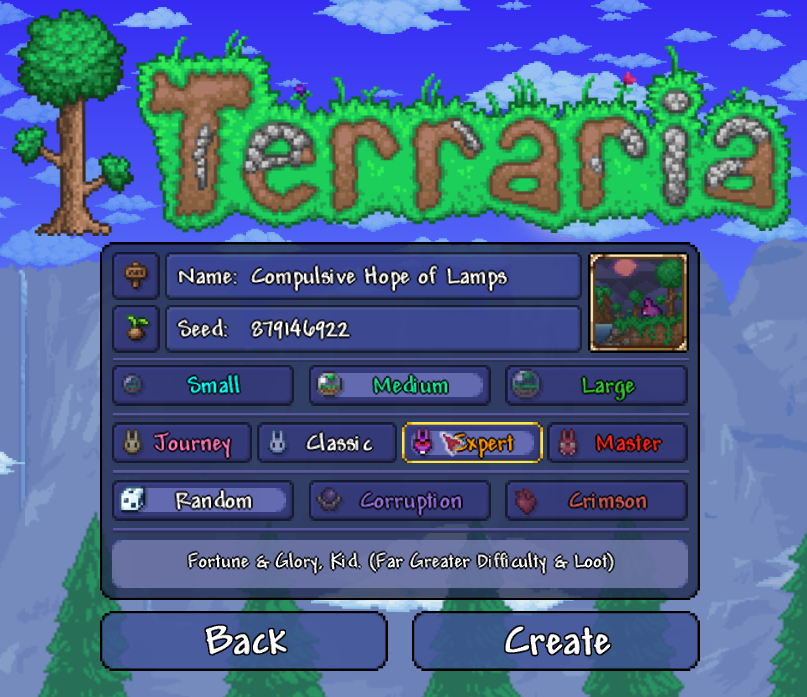 Terraria
Name: Compulsive Hope of Lamps
Seed: 879146922
Small Medium Large
Journey Classic Expert Master
Random Corruption Crimson
Fortune & Glory, Kid. (Far Greater Difficulty & Loot)
Back Create